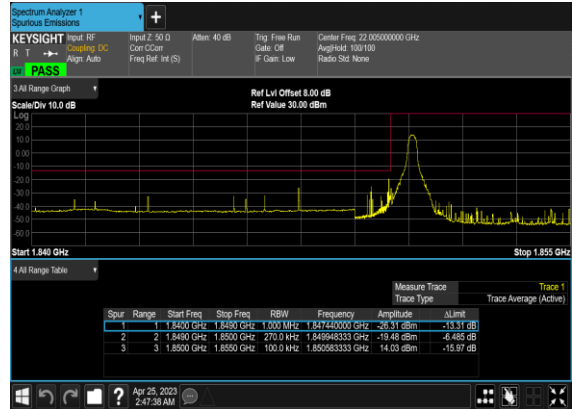 Spectrum Analyzer 1
Spurious Emissions
KEYSIGHT Input: RF Input Z: 50 Ω Atten: 40 dB Trig: Free Run Center Freq: 22.005000000 GHz
R T Coupling: DC Corr CCorr Gate: Off Avg|Hold: 100/100
Align: Auto Freq Ref: Int (S) IF Gain: Low Radio Std: None
PASS
3 All Range Graph
Ref Lvl Offset 8.00 dB
Scale/Div 10.0 dB Ref Value 30.00 dBm
Log
20.0
10.0
0.00
-10.0
-20.0
-30.0
-40.0
-50.0
-60.0
Start 1.840 GHz Stop 1.855 GHz
4 All Range Table
Measure Trace Trace 1
Trace Type Trace Average (Active)
Spur Range Start Freq Stop Freq RBW Frequency Amplitude ΔLimit
1 1 1.8400 GHz 1.8490 GHz 1.000 MHz 1.847440000 GHz -26.31 dBm -13.31 dB
2 2 1.8490 GHz 1.8500 GHz 270.0 kHz 1.849948333 GHz -19.48 dBm -6.485 dB
3 3 1.8500 GHz 1.8550 GHz 100.0 kHz 1.850583333 GHz 14.03 dBm -15.97 dB
Apr 25, 2023
2:47:38 AM